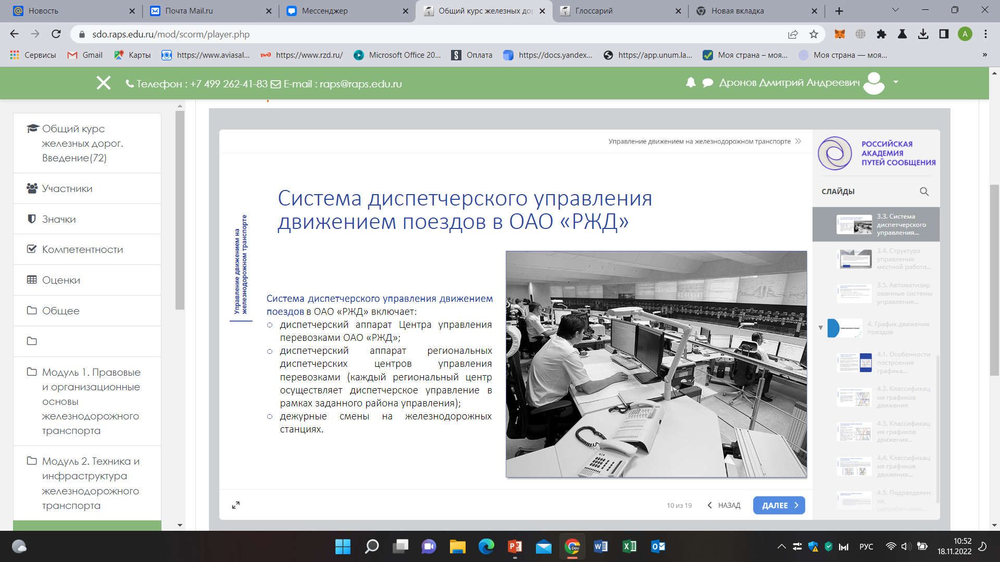 Новость
Почта Mail.ru
Мессенджер
Общий курс железных дор
Глоссарий
Новая вкладка
sdo.raps.edu.ru/mod/scorm/player.php
A
Сервисы
Gmail
Карты
https://www.aviasal...
https://www.rzd.ru/
Microsoft Office 20...
Оплата
https://docs.yandex...
https://app.unum.la...
Моя страна – моя...
Моя страна — моя...
»
Телефон : +7 499 262-41-83 E-mail : raps@raps.edu.ru
Дронов Дмитрий Андреевич
Общий курс
железных дорог.
Введение(72)
Участники
Значки
Компетентности
Оценки
Общее
Модуль 1. Правовые
и организационные
основы
железнодорожного
транспорта
Модуль 2. Техника и
инфраструктура
железнодорожного
транспорта
Управление движением на железнодорожном транспорте
Управление движением на
железнодорожном транспорте
Система диспетчерского управления
движением поездов в ОАО «РЖД»
Система диспетчерского управления движением
поездов в ОАО «РЖД» включает:
диспетчерский аппарат Центра управления
перевозками ОАО «РЖД»;
диспетчерский аппарат региональных
диспетчерских центров управления
перевозками (каждый региональный центр
осуществляет диспетчерское управление в
рамках заданного района управления);
дежурные смены на железнодорожных
станциях.
10 из 19
НАЗАД
ДАЛЕЕ
РОССИЙСКАЯ
АКАДЕМИЯ
ПУТЕЙ СООБЩЕНИЯ
СЛАЙДЫ
3.3. Система
диспетчерского
управления...
3.4. Структура
управления
местной работо...
3.5. Автоматизир
ованные системы
управления...
4. График движения
поездов
4.1. Особенности
построения
графика...
4.2. Классификац
ия графиков
движения
4.3. Классификац
ия графиков
движения...
4.4. Классификац
ия графиков
движения...
4.5. Подразделен
ия,
разрабатываю...
Dev
РУС
10:52
18.11.2022